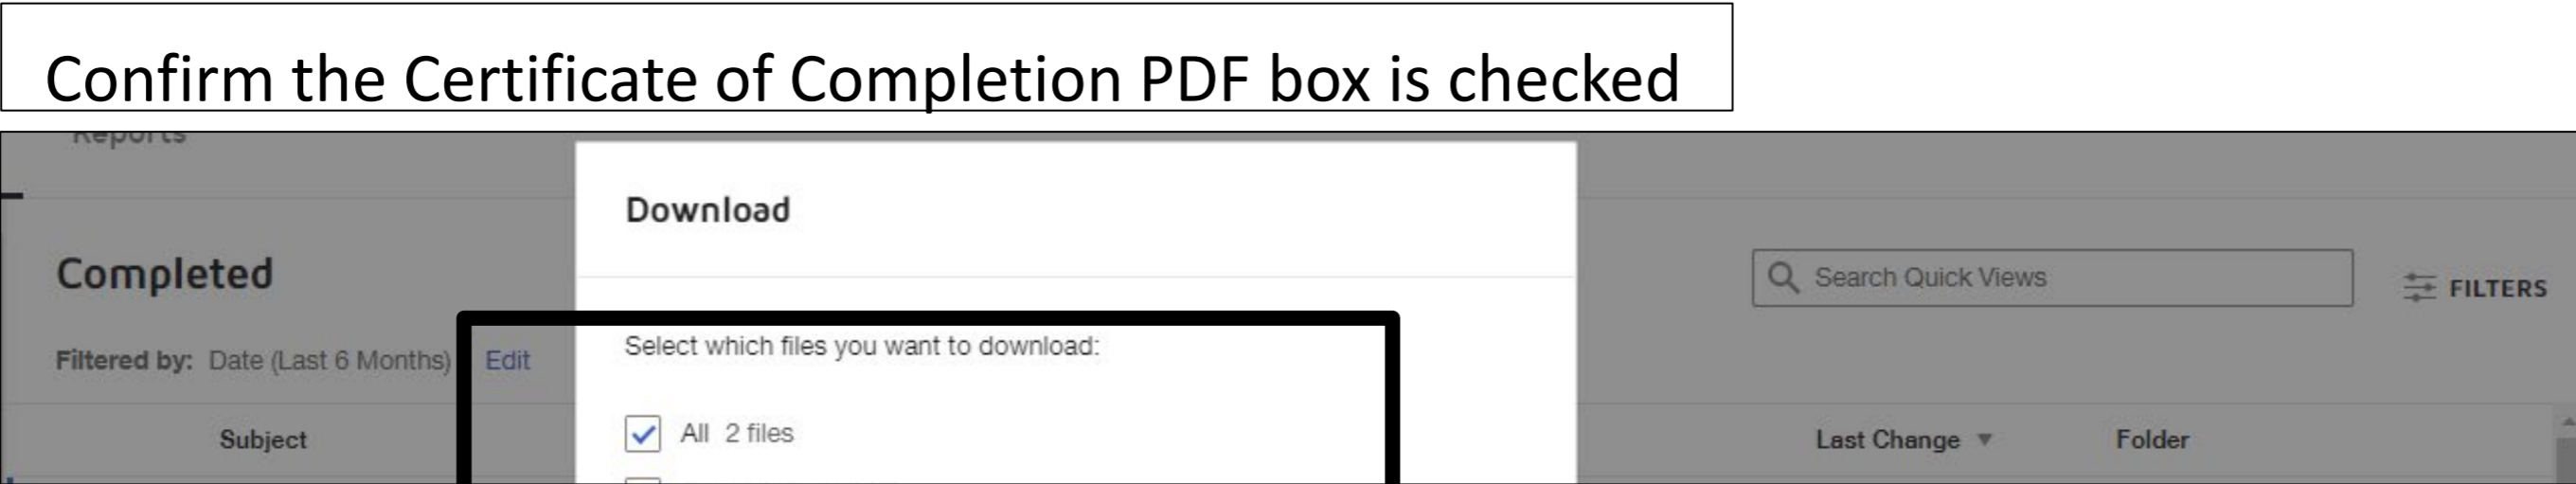 Confirm the Certificate of Completion PDF box is checked
Reports
Download
Completed
Search Quick Views
FILTERS
Select which files you want to download:
Filtered by: Date (Last 6 Months) Edit
All 2 files
Subject
Last Change
Folder